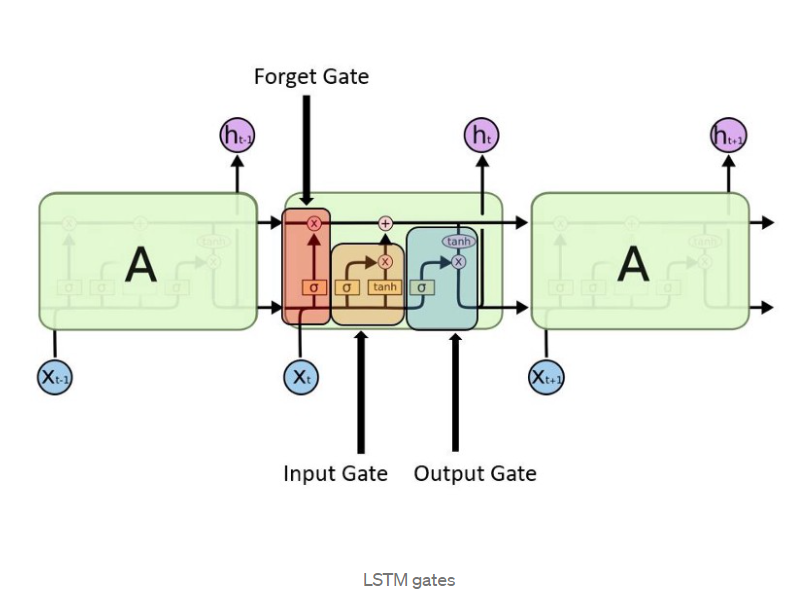 Forget Gate
ht-1
ht
ht+1
x
+
tanh
A
x
A
σ
σ
tanh
σ
x
Xt-1
Xt
Xt+1
Input Gate
Output Gate
LSTM gates